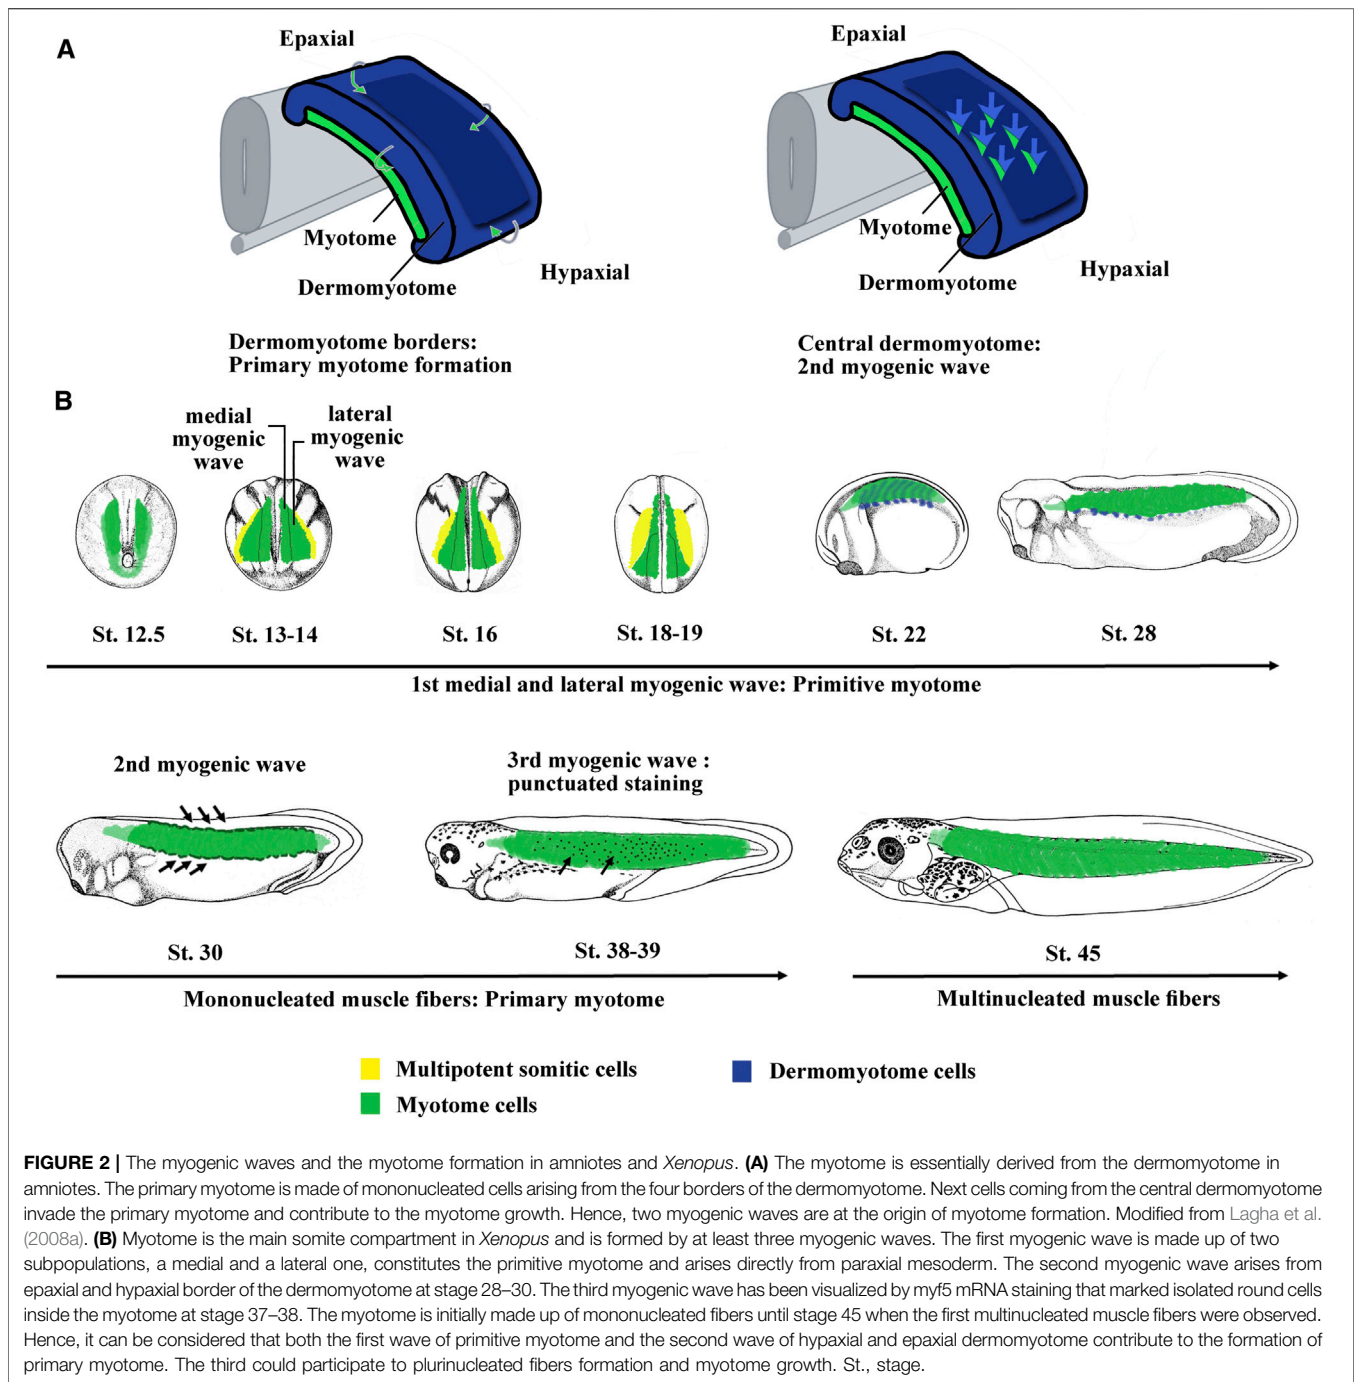 A
Epaxial
Myotome
Dermomyotome
Hypaxial
Dermomyotome borders:
Primary myotome formation
Epaxial
Myotome
Dermomyotome
Hypaxial
Central dermomyotome:
2nd myogenic wave
B
medial
myogenic
wave
lateral
myogenic
wave
St. 12.5
St. 13-14
St. 16
St. 18-19
St. 22
St. 28
1st medial and lateral myogenic wave: Primitive myotome
2nd myogenic wave
3rd myogenic wave :
punctuated staining
St. 30
St. 38-39
St. 45
Mononucleated muscle fibers: Primary myotome
Multinucleated muscle fibers
Multipotent somitic cells
Dermomyotome cells
Myotome cells
FIGURE 2 | The myogenic waves and the myotome formation in amniotes and Xenopus. (A) The myotome is essentially derived from the dermomyotome in
amniotes. The primary myotome is made of mononucleated cells arising from the four borders of the dermomyotome. Next cells coming from the central dermomyotome
invade the primary myotome and contribute to the myotome growth. Hence, two myogenic waves are at the origin of myotome formation. Modified from Lagha et al.
(2008a). (B) Myotome is the main somite compartment in Xenopus and is formed by at least three myogenic waves. The first myogenic wave is made up of two
subpopulations, a medial and a lateral one, constitutes the primitive myotome and arises directly from paraxial mesoderm. The second myogenic wave arises from
epaxial and hypaxial border of the dermomyotome at stage 28–30. The third myogenic wave has been visualized by myf5 mRNA staining that marked isolated round cells
inside the myotome at stage 37–38. The myotome is initially made up of mononucleated fibers until stage 45 when the first multinucleated muscle fibers were observed.
Hence, it can be considered that both the first wave of primitive myotome and the second wave of hypaxial and epaxial dermomyotome contribute to the formation of
primary myotome. The third could participate to plurinucleated fibers formation and myotome growth. St., stage.